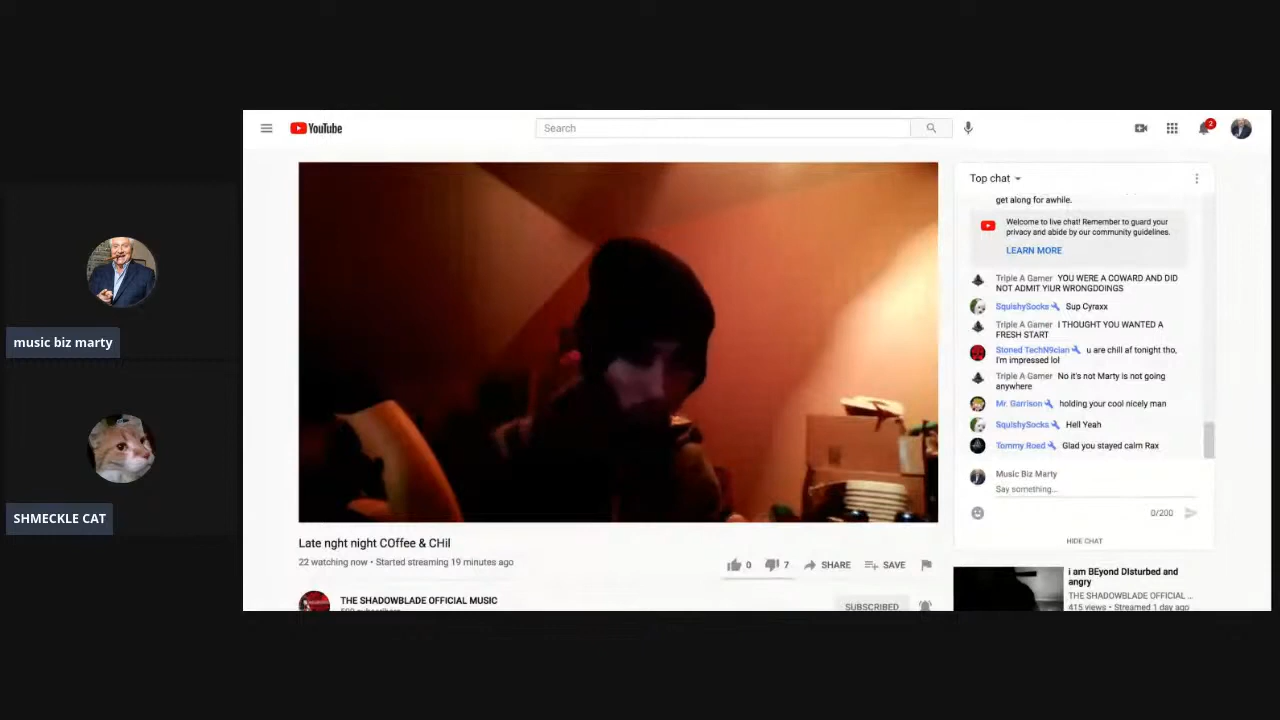 YouTube
Search
2
Top chat
get along for awhile.
Welcome to live chat! Remember to guard your
privacy and abide by our community guidelines.
LEARN MORE
Triple A Gamer YOU WERE A COWARD AND DID
NOT ADMIT YIUR WRONGDOINGS
SquishySocks Sup Cyraxx
Triple A Gamer I THOUGHT YOU WANTED A
FRESH START
Stoned TechN9cian u are chill af tonight tho,
I'm impressed lol
Triple A Gamer No it's not Marty is not going
anywhere
Mr. Garrison holding your cool nicely man
SquishySocks Hell Yeah
Tommy Roed Glad you stayed calm Rax
Music Biz Marty
Say something...
0/200
HIDE CHAT
music biz marty
SHMECKLE CAT
Late nght night COffee & CHil
22 watching now • Started streaming 19 minutes ago
0 7 SHARE SAVE
THE SHADOWBLADE OFFICIAL MUSIC
SUBSCRIBED
i am BEyond DIsturbed and
angry
THE SHADOWBLADE OFFICIAL ...
415 views • Streamed 1 day ago